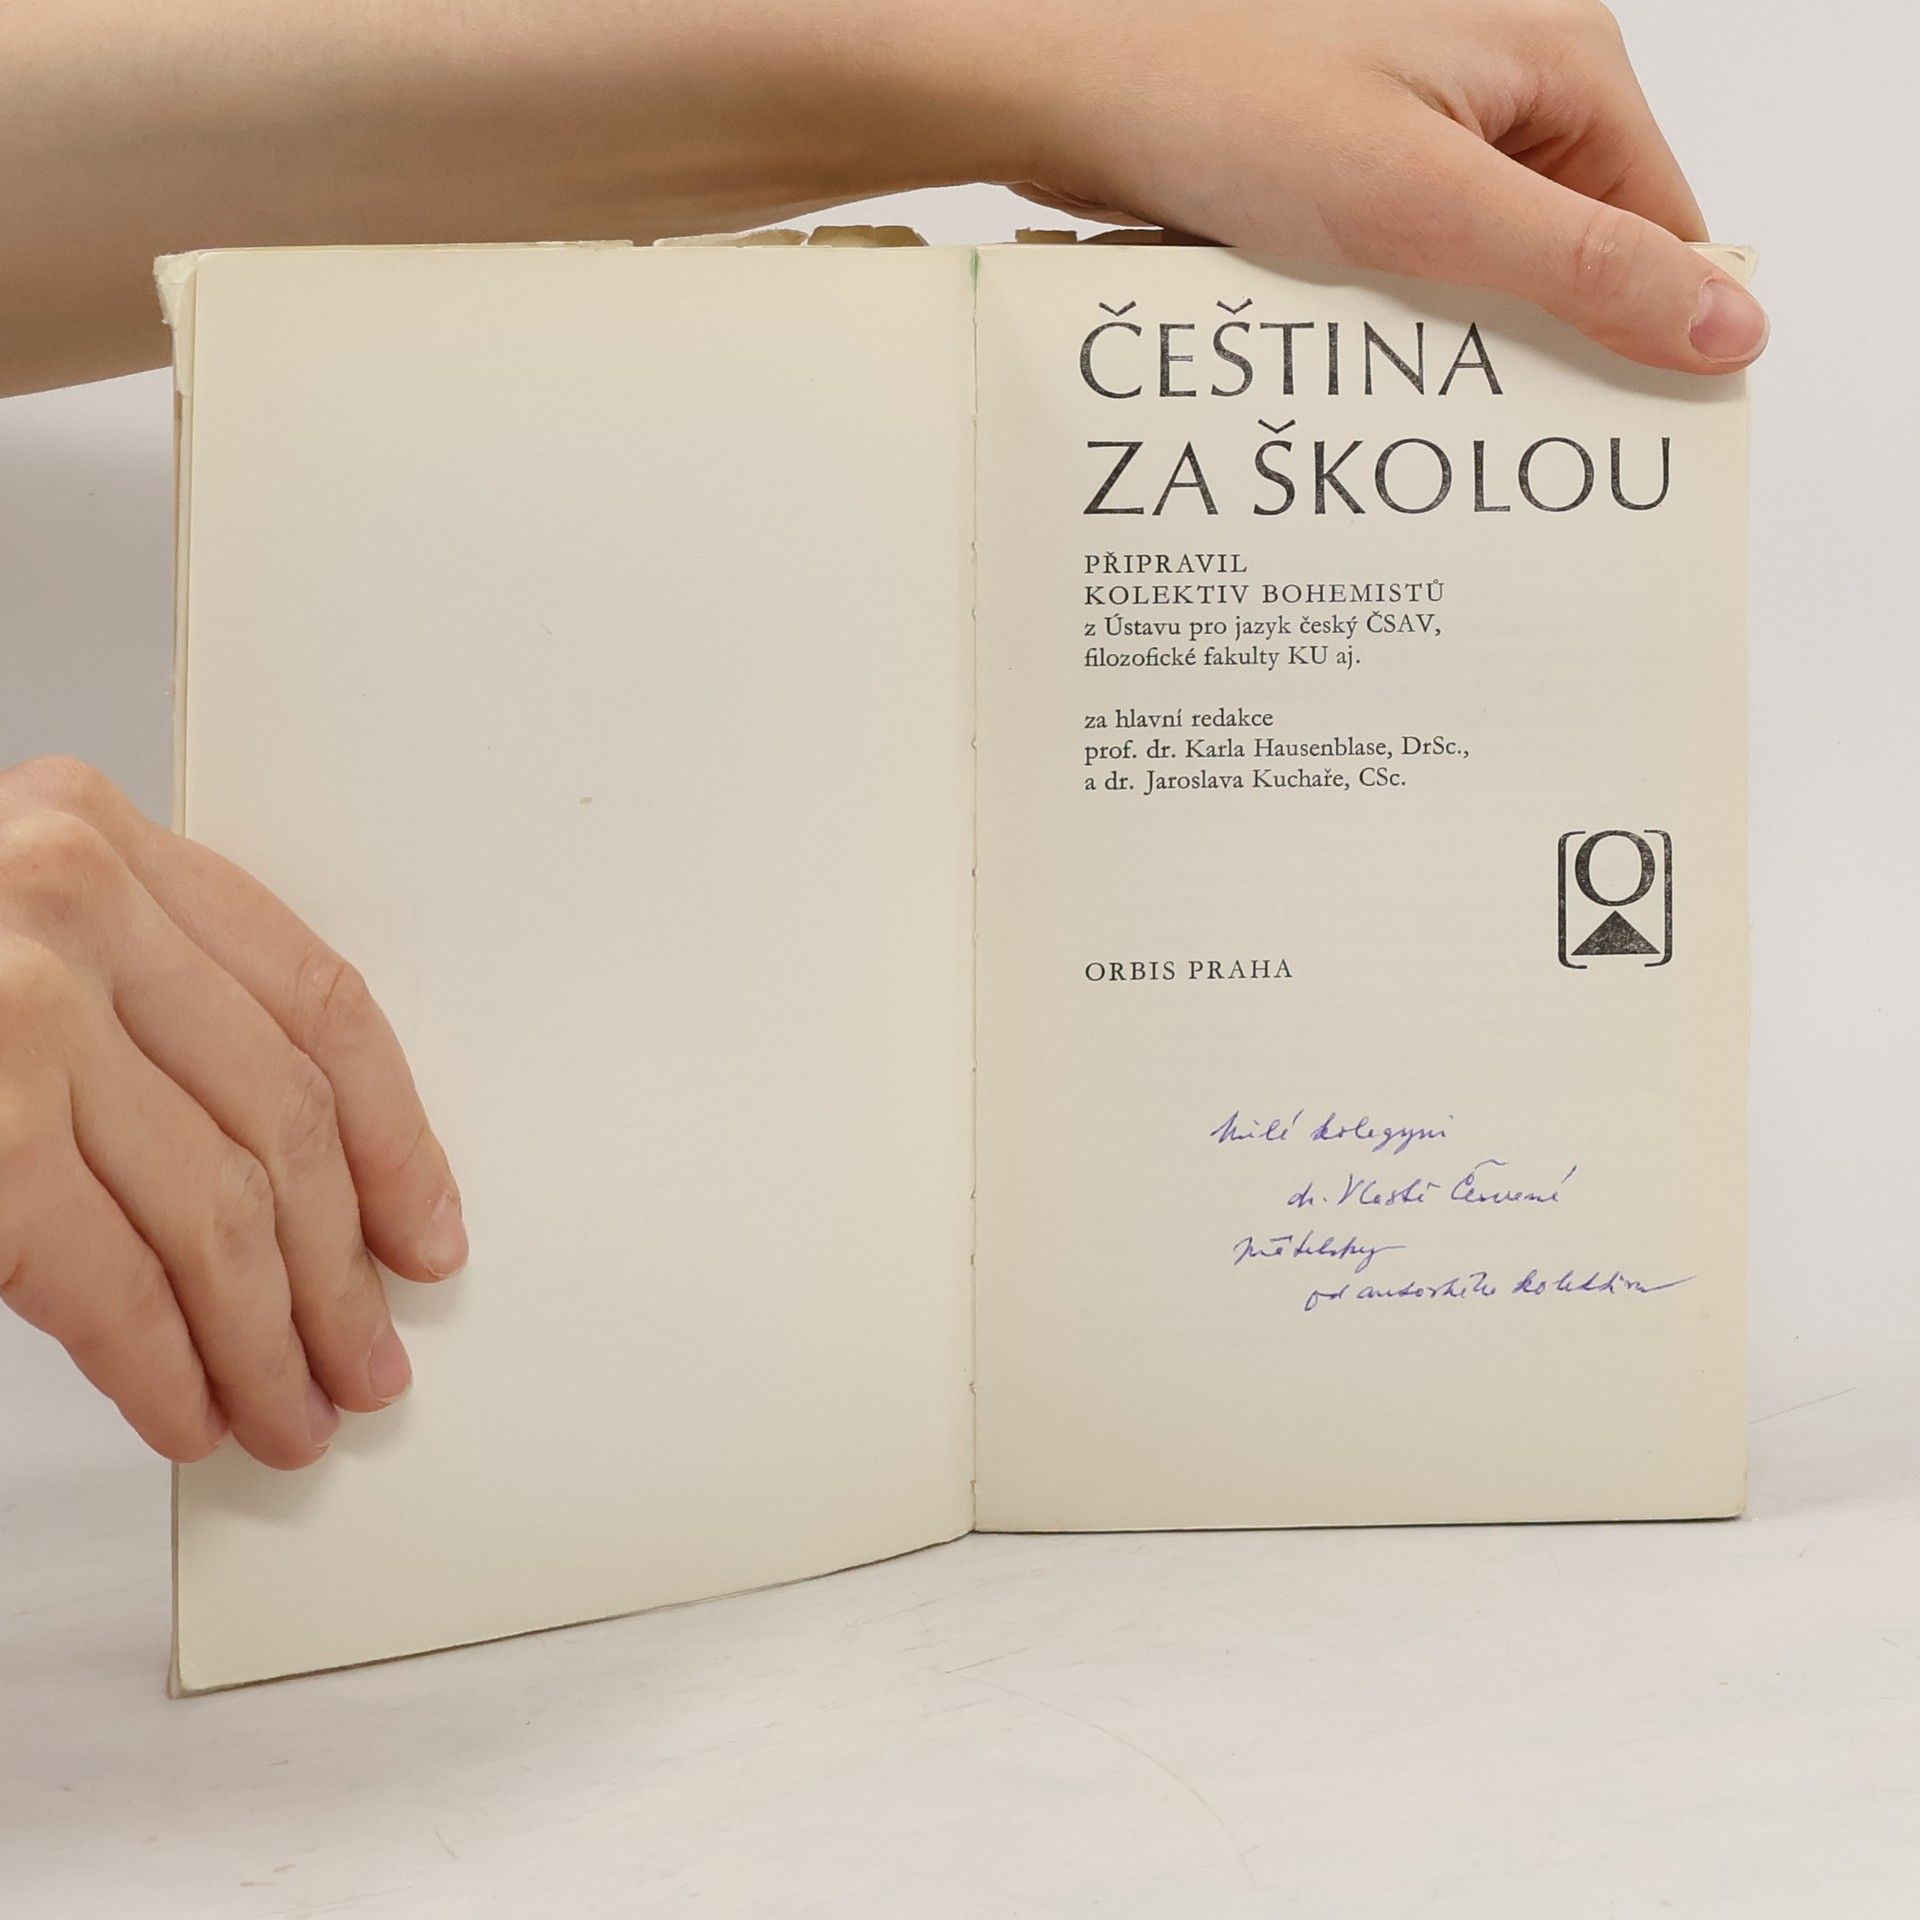 ČEŠTINA
ZA ŠKOLOU
PŘIPRAVIL
KOLEKTIV BOHEMISTŮ
z Ústavu pro jazyk český ČSAV,
filozofické fakulty KU aj.
za hlavní redakce
prof. dr. Karla Hausenblase, DrSc.,
a dr. Jaroslava Kuchaře, CSc.
O
ORBIS PRAHA
Milé kolegyni
dr. Vlastě Červené
přátelsky
od autorského kolektivu